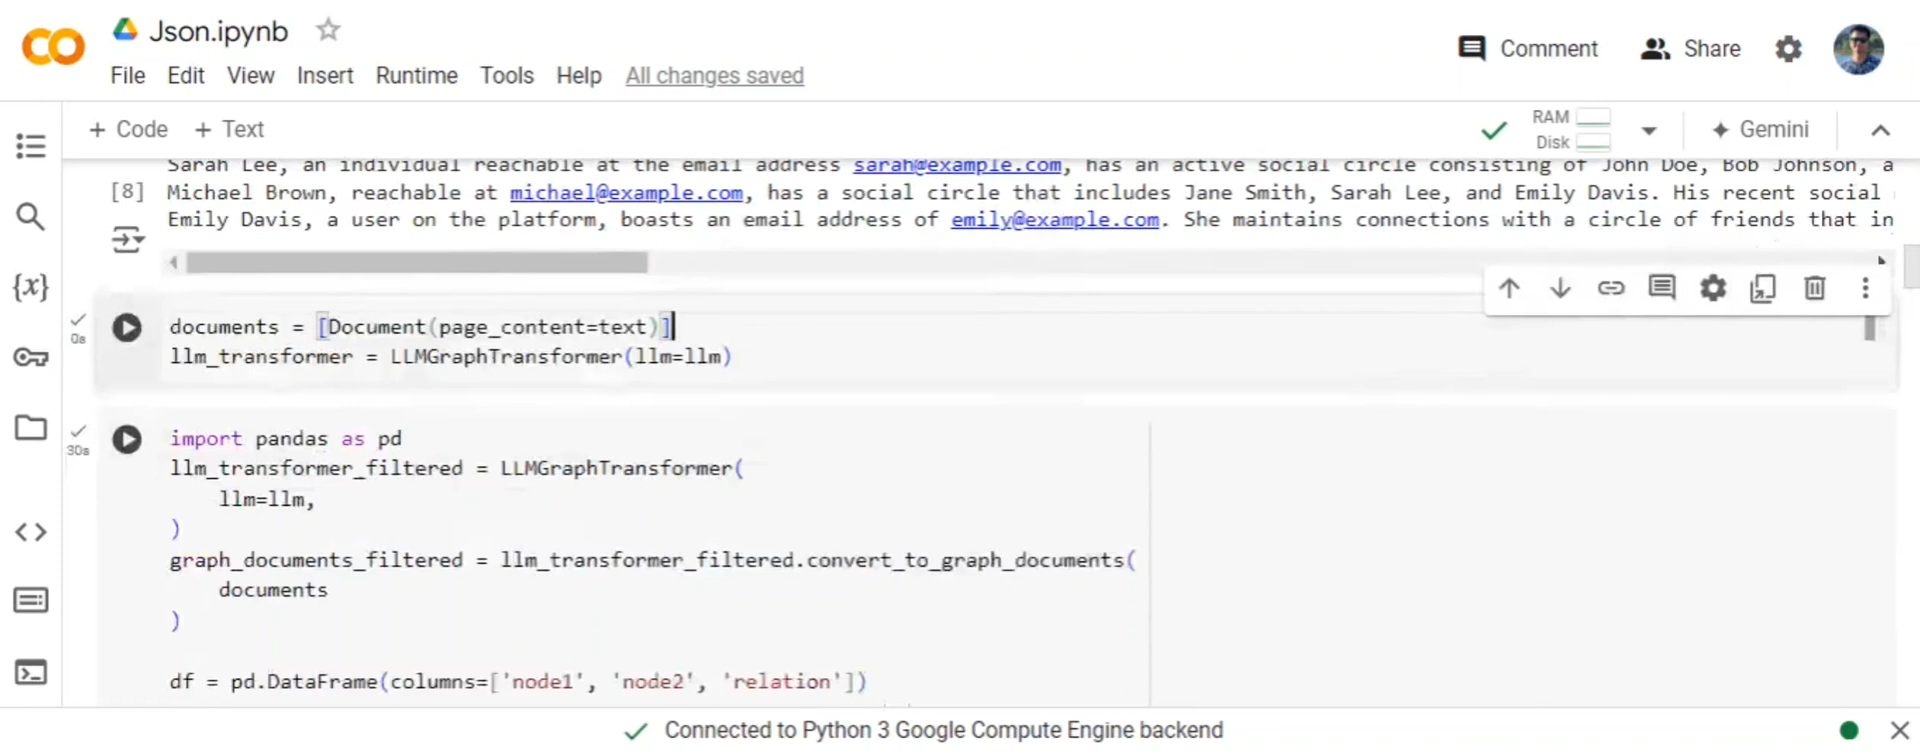 Json.ipynb
Comment
Share
File Edit View Insert Runtime Tools Help All changes saved
+ Code + Text
RAM
Disk
Gemini
Sarah Lee, an individual reachable at the email address sarah@example.com, has an active social circle consisting of John Doe, Bob Johnson, a
[8]
Michael Brown, reachable at michael@example.com, has a social circle that includes Jane Smith, Sarah Lee, and Emily Davis. His recent social
Emily Davis, a user on the platform, boasts an email address of emily@example.com. She maintains connections with a circle of friends that in
{x}
0s
documents = [Document(page_content=text)]
llm_transformer = LLMGraphTransformer(llm=llm)
30s
import pandas as pd
llm_transformer_filtered = LLMGraphTransformer(
    llm=llm,
)
graph_documents_filtered = llm_transformer_filtered.convert_to_graph_documents(
    documents
)
df = pd.DataFrame(columns=['node1', 'node2', 'relation'])
Connected to Python 3 Google Compute Engine backend